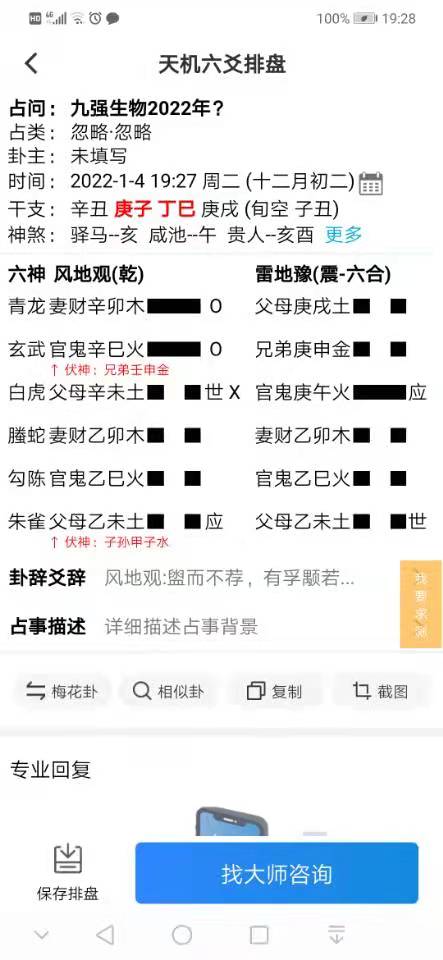 HD 4G 100% 19:28
天机六爻排盘
占问： 九强生物2022年？
占类： 忽略·忽略
卦主： 未填写
时间： 2022-1-4 19:27 周二 (十二月初二)
干支： 辛丑 庚子 丁巳 庚戌 (旬空 子丑)
神煞： 驿马--亥 咸池--午 贵人--亥酉 更多
六神 风地观(乾) 雷地豫(震-六合)
青龙 妻财辛卯木 O 父母庚戌土
玄武 官鬼辛巳火 O 兄弟庚申金
↑ 伏神：兄弟壬申金
白虎 父母辛未土 世 X 官鬼庚午火 应
螣蛇 妻财乙卯木 妻财乙卯木
勾陈 官鬼乙巳火 官鬼乙巳火
朱雀 父母乙未土 应 父母乙未土 世
↑ 伏神：子孙甲子水
卦辞爻辞 风地观:盥而不荐，有孚颙若...
我要求测
占事描述 详细描述占事背景
梅花卦 相似卦 复制 截图
专业回复
保存排盘 找大师咨询